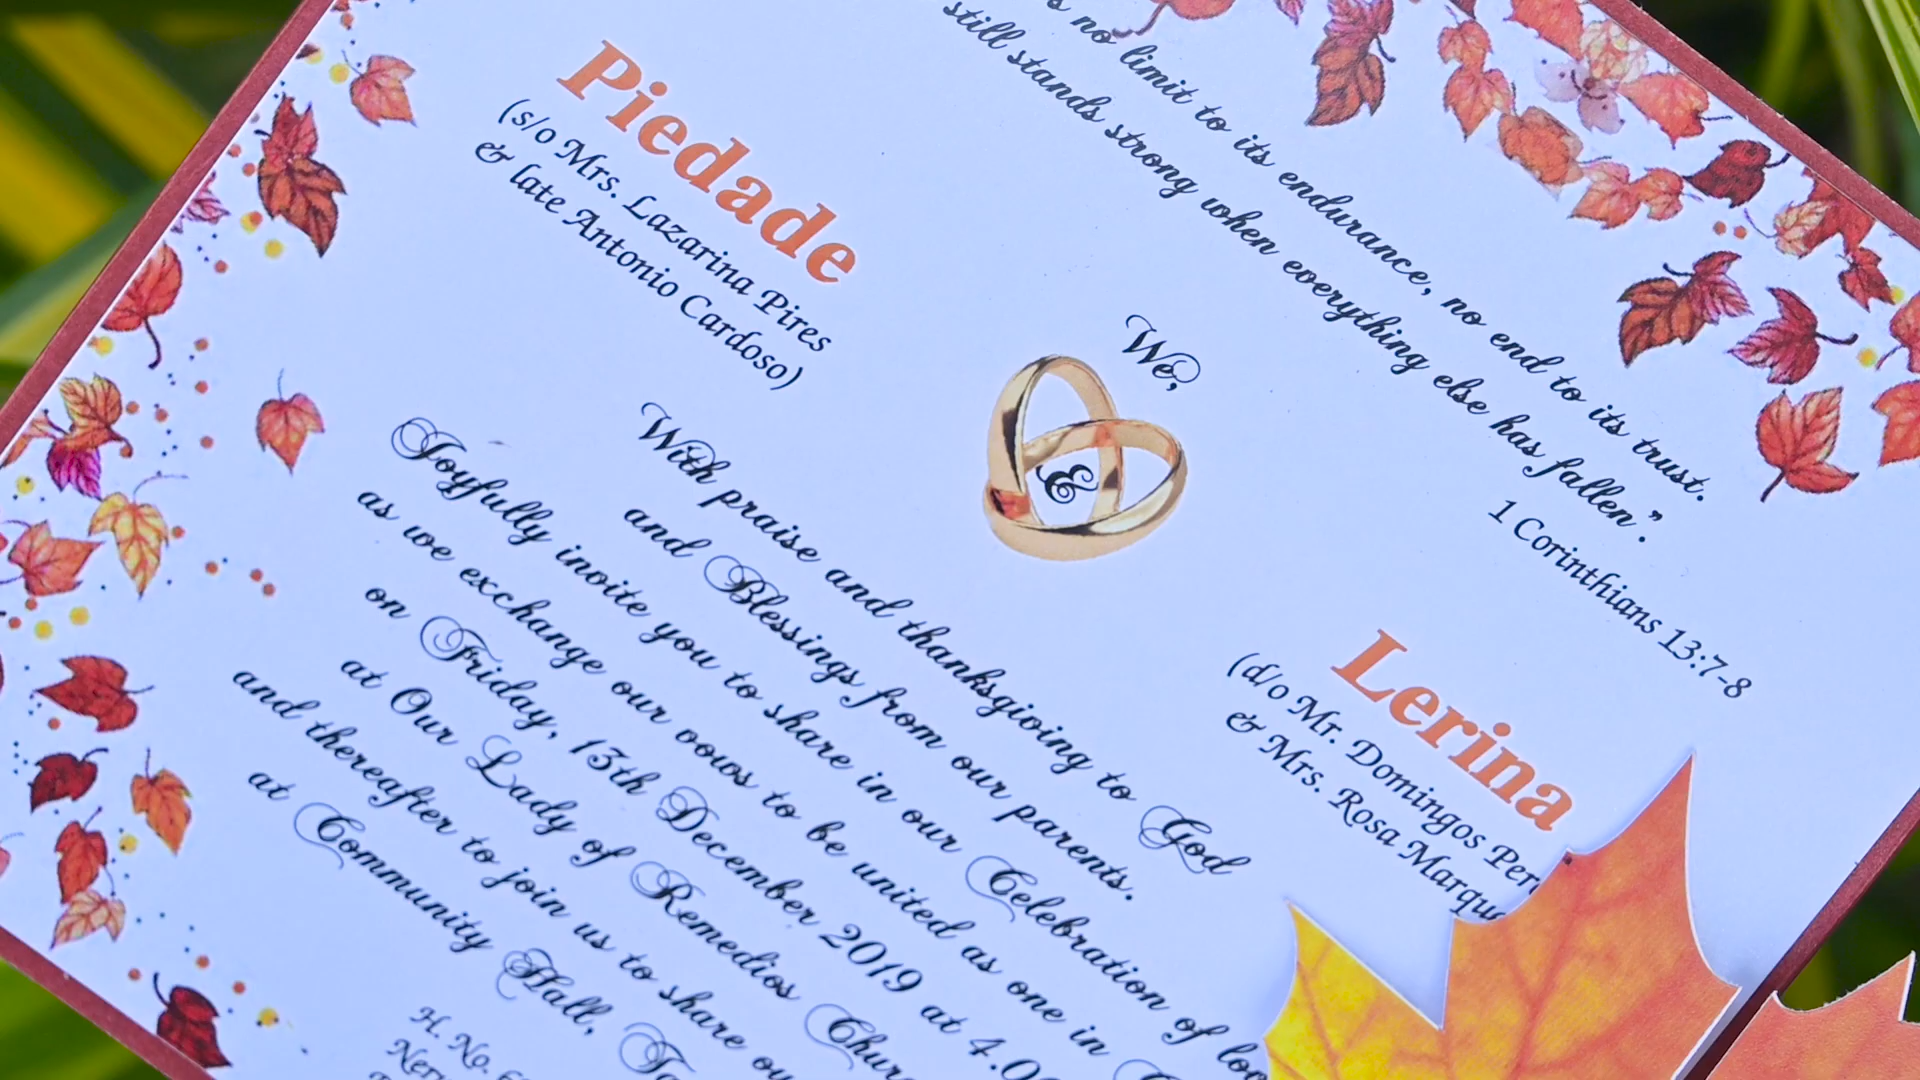 no limit to its endurance, no end to its trust.
still stands strong when everything else has fallen".
1 Corinthians 13:7-8
We,
Piedade
(s/o Mrs. Lazarina Pires
& late Antonio Cardoso)
&
Lerina
(d/o Mr. Domingos
& Mrs. Rosa
With praise and thanksgiving to God
and Blessings from our parents.
Joyfully invite you to share in our Celebration of
as we exchange our vows to be united as one in
on Friday, 13th December 2019 at
at Our Lady of Remedios
and thereafter to join us to share
at Community Hall,
H. No.